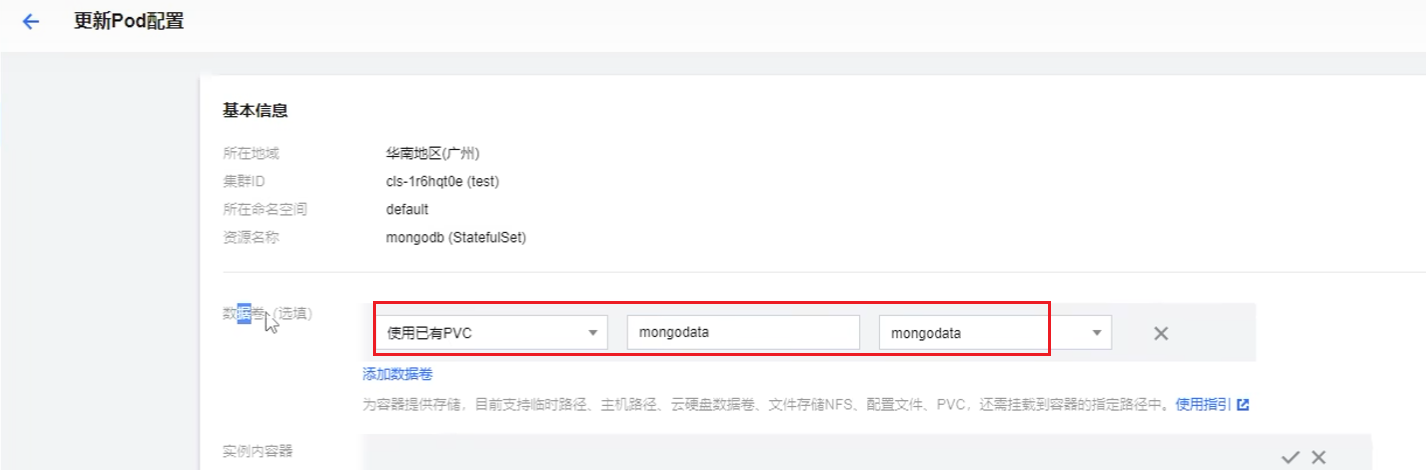 更新Pod配置
基本信息
所在地域 华南地区(广州)
集群ID cls-1r6hqt0e (test)
所在命名空间 default
资源名称 mongodb (StatefulSet)
数据卷 (选填) 使用已有PVC mongodata mongodata
添加数据卷
为容器提供存储，目前支持临时路径、主机路径、云硬盘数据卷、文件存储NFS、配置文件、PVC，还需挂载到容器的指定路径中。使用指引
实例内容器